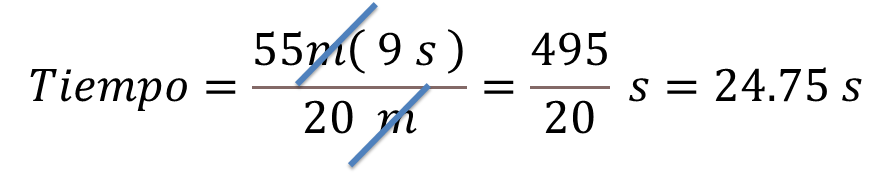 Tiempo = 55m( 9 s ) / 20 m = 495 / 20 s = 24.75 s